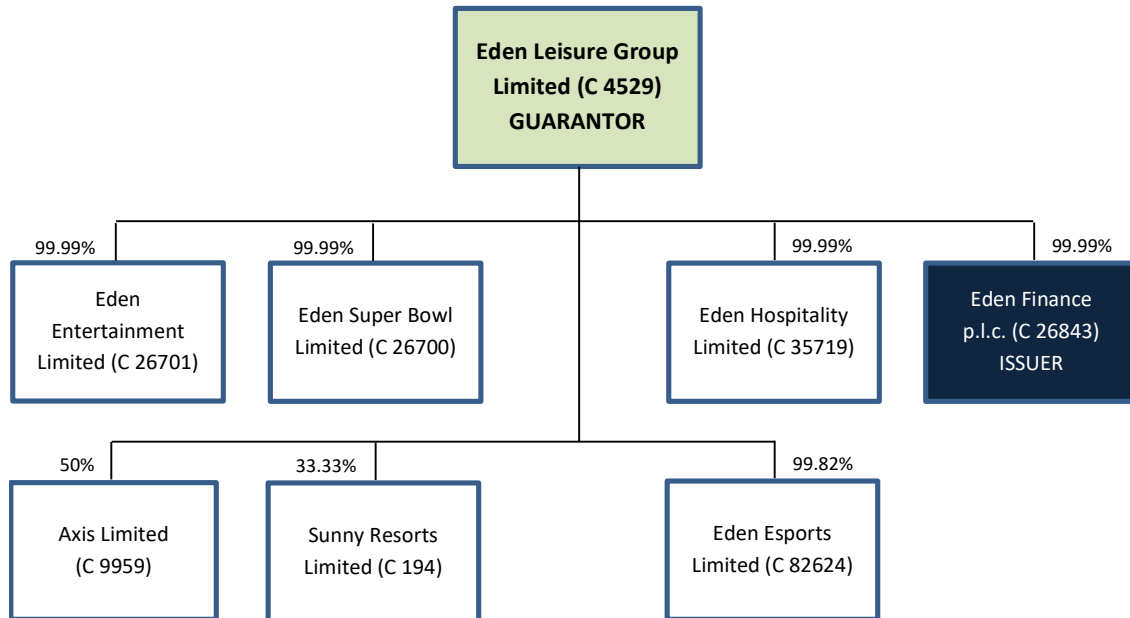 Eden Leisure Group
Limited (C 4529)
GUARANTOR
99.99%
99.99%
99.99%
99.99%
Eden
Entertainment
Limited (C 26701)
Eden Super Bowl
Limited (C 26700)
Eden Hospitality
Limited (C 35719)
Eden Finance
p.l.c. (C 26843)
ISSUER
50%
33.33%
99.82%
Axis Limited
(C 9959)
Sunny Resorts
Limited (C 194)
Eden Esports
Limited (C 82624)